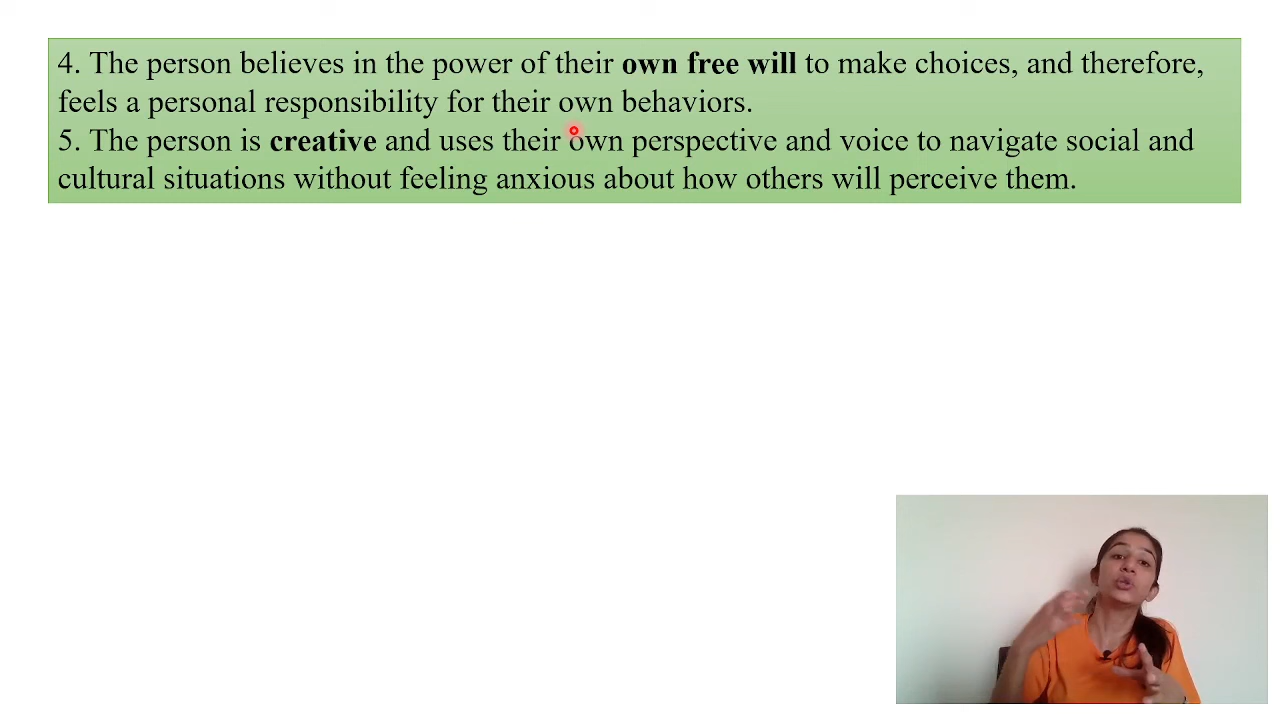 4. The person believes in the power of their own free will to make choices, and therefore,
feels a personal responsibility for their own behaviors.
5. The person is creative and uses their own perspective and voice to navigate social and
cultural situations without feeling anxious about how others will perceive them.